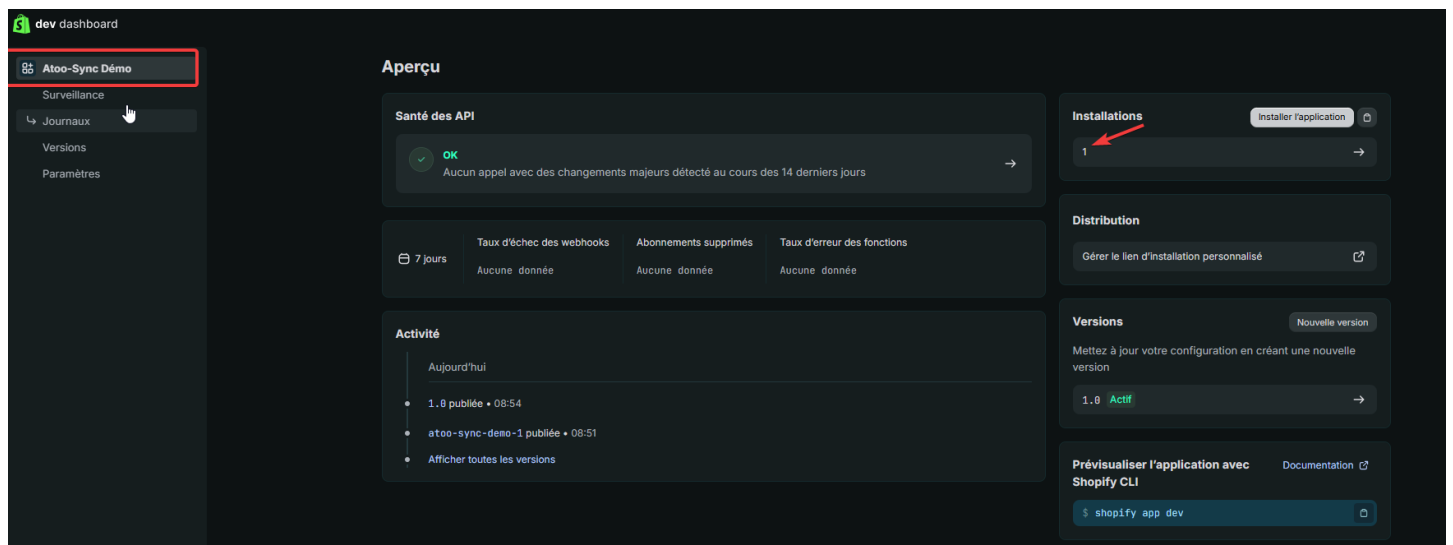 dev dashboard
Atoo-Sync Démo
Surveillance
Journaux
Versions
Paramètres
Aperçu
Santé des API
OK
Aucun appel avec des changements majeurs détecté au cours des 14 derniers jours
7 jours
Taux d'échec des webhooks
Aucune donnée
Abonnements supprimés
Aucune donnée
Taux d'erreur des fonctions
Aucune donnée
Activité
Aujourd'hui
1.0 publiée • 08:54
atoo-sync-demo-1 publiée • 08:51
Afficher toutes les versions
Installations
Installer l'application
1
Distribution
Gérer le lien d'installation personnalisé
Versions
Nouvelle version
Mettez à jour votre configuration en créant une nouvelle
version
1.0 Actif
Prévisualiser l'application avec
Shopify CLI
Documentation
$ shopify app dev